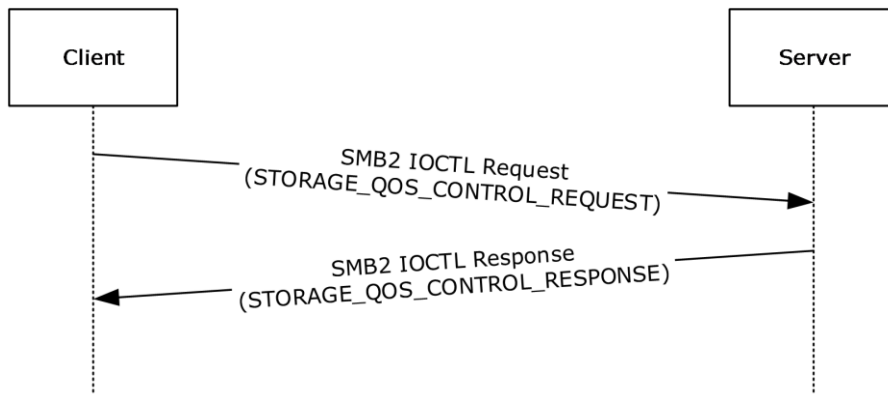 Client
Server
SMB2 IOCTL Request
(STORAGE_QOS_CONTROL_REQUEST)
SMB2 IOCTL Response
(STORAGE_QOS_CONTROL_RESPONSE)